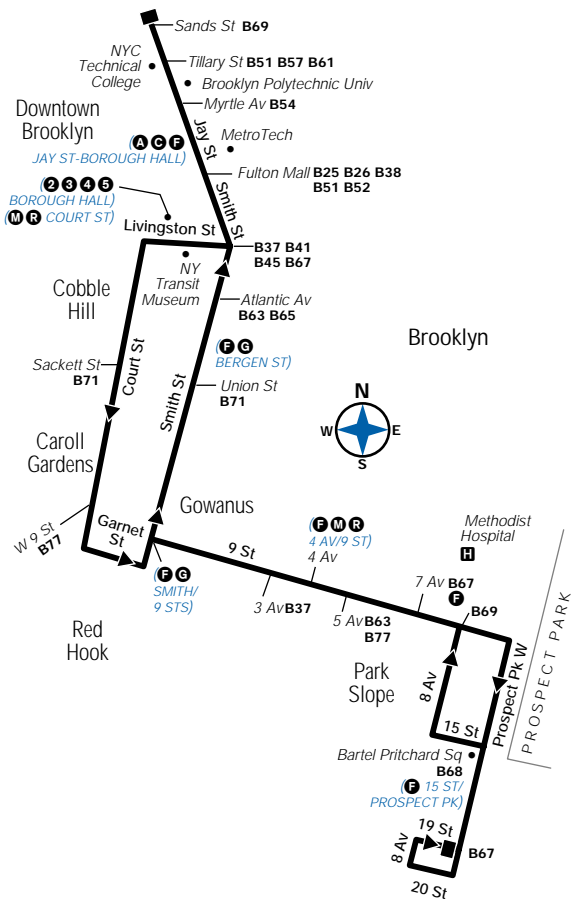 Sands St B69
NYC
Technical
College
Tillary St B51 B57 B61
Brooklyn Polytechnic Univ
Myrtle Av B54
Downtown
Brooklyn
(A C F
JAY ST-BOROUGH HALL)
Jay St
MetroTech
Fulton Mall B25 B26 B38
B51 B52
(2 3 4 5
BOROUGH HALL)
(M R COURT ST)
Smith St
Livingston St
B37 B41
B45 B67
NY
Transit
Museum
Cobble
Hill
Atlantic Av
B63 B65
Brooklyn
(F G
BERGEN ST)
Court St
Sackett St
B71
Smith St
Union St
B71
N
W
E
S
Caroll
Gardens
Gowanus
W 9 St
B77
Garnet
St
(F G
SMITH/
9 STS)
9 St
(F M R
4 AV/9 ST)
4 Av
Methodist
Hospital
H
7 Av B67
F
B69
3 Av B37
5 Av B63
B77
Red
Hook
Park
Slope
8 Av
Prospect Pk W
PROSPECT PARK
15 St
Bartel Pritchard Sq
B68
(F 15 ST/
PROSPECT PK)
19 St
8 Av
B67
20 St